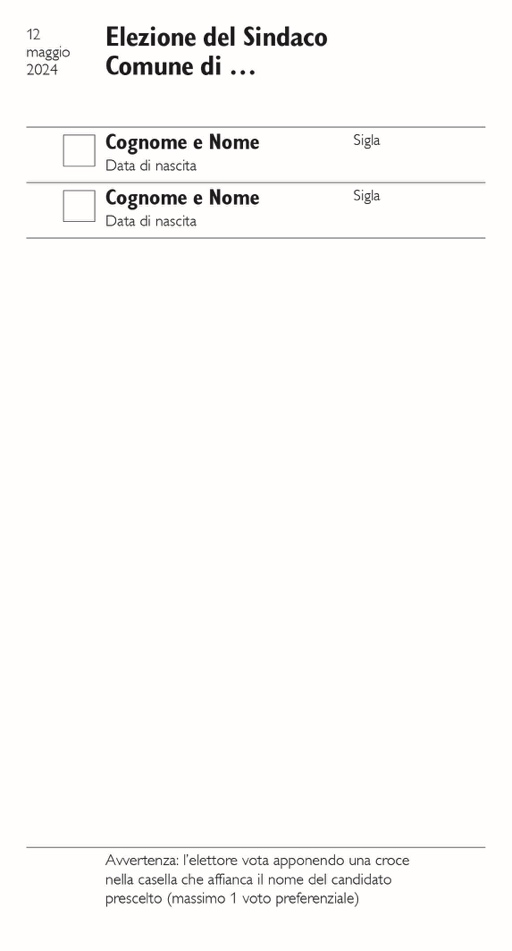 12
maggio
2024
Elezione del Sindaco
Comune di …
Cognome e Nome
Sigla
Data di nascita
Cognome e Nome
Sigla
Data di nascita
Avvertenza: l'elettore vota apponendo una croce
nella casella che affianca il nome del candidato
prescelto (massimo 1 voto preferenziale)